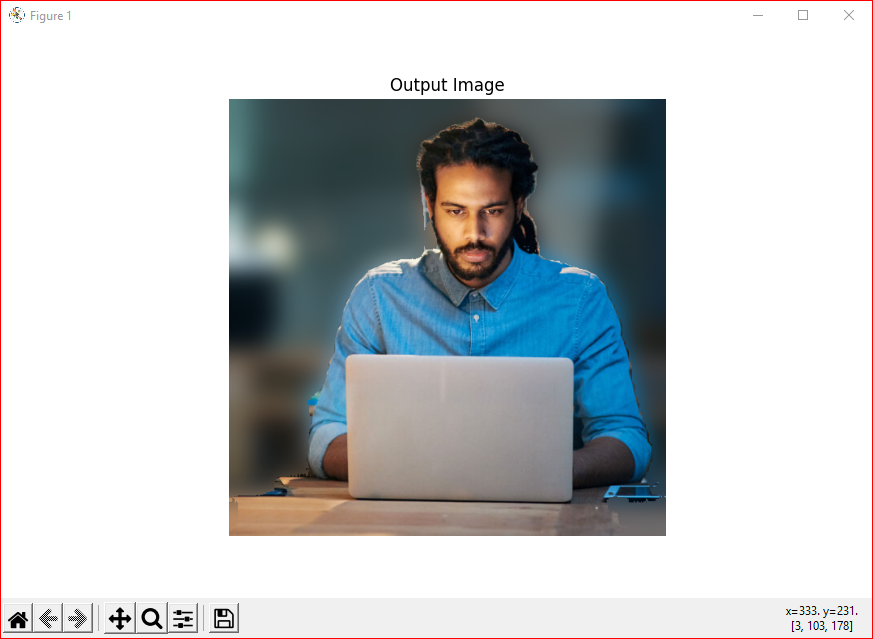 Figure 1
Output Image
x=333. y=231.
[3, 103, 178]